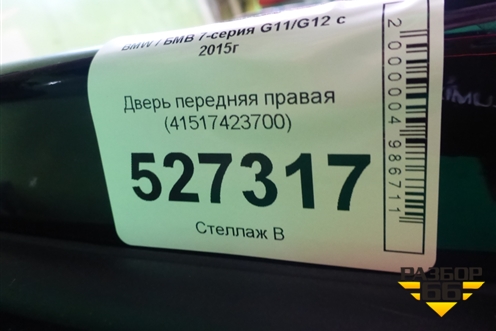 BMW / БМВ 7-серия G11/G12 с
2015г
Дверь передняя правая
(41517423700)
527317
Стеллаж В
2000004986711
РАЗБОР
66